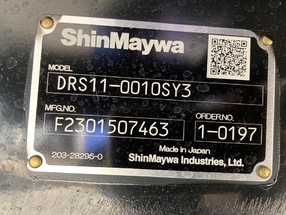 ShinMaywa
MODEL
DRS11-0010SY3
MFG.NO. ORDER.NO.
F2301507463 1-0197
Made in Japan
203-28295-0
ShinMaywa Industries, Ltd.